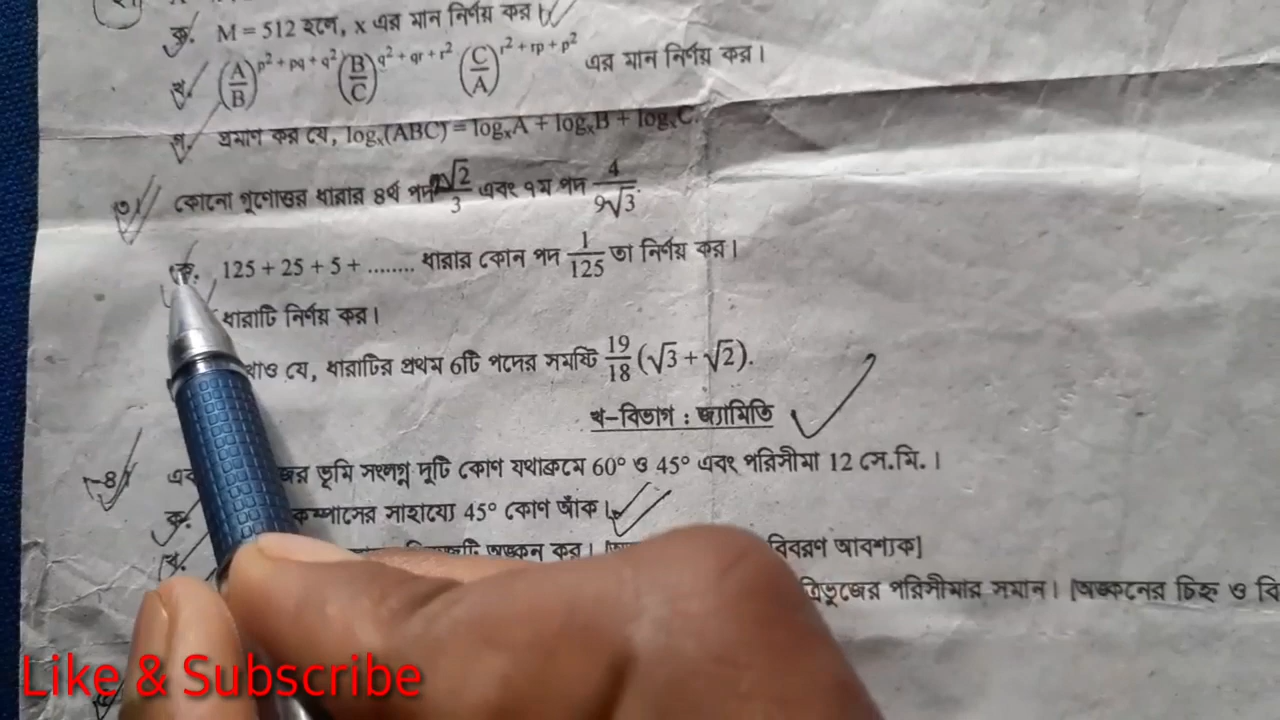 ক. M = 512 হলে, x এর মান নির্ণয় কর।
খ. (A/B)^{p²+pq+q²} (B/C)^{q²+qr+r²} (C/A)^{r²+rp+p²} এর মান নির্ণয় কর।
গ. প্রমাণ কর যে, logₓ(ABC) = logₓA + logₓB + logₓC.
৩। কোনো গুণোত্তর ধারার ৪র্থ পদ √2/3 এবং ৭ম পদ 4/9√3.
ক. 125 + 25 + 5 + ........ ধারার কোন পদ 1/125 তা নির্ণয় কর।
ধারাটি নির্ণয় কর।
যে, ধারাটির প্রথম 6টি পদের সমষ্টি 19/18 (√3 + √2).
খ-বিভাগ : জ্যামিতি
৪। ভূমি সংলগ্ন দুটি কোণ যথাক্রমে 60° ও 45° এবং পরিসীমা 12 সে.মি.।
ক. কম্পাসের সাহায্যে 45° কোণ আঁক।
খ. অঙ্কন কর। বিবরণ আবশ্যক]
ত্রিভুজের পরিসীমার সমান। [অঙ্কনের চিহ্ন ও বি
Like & Subscribe